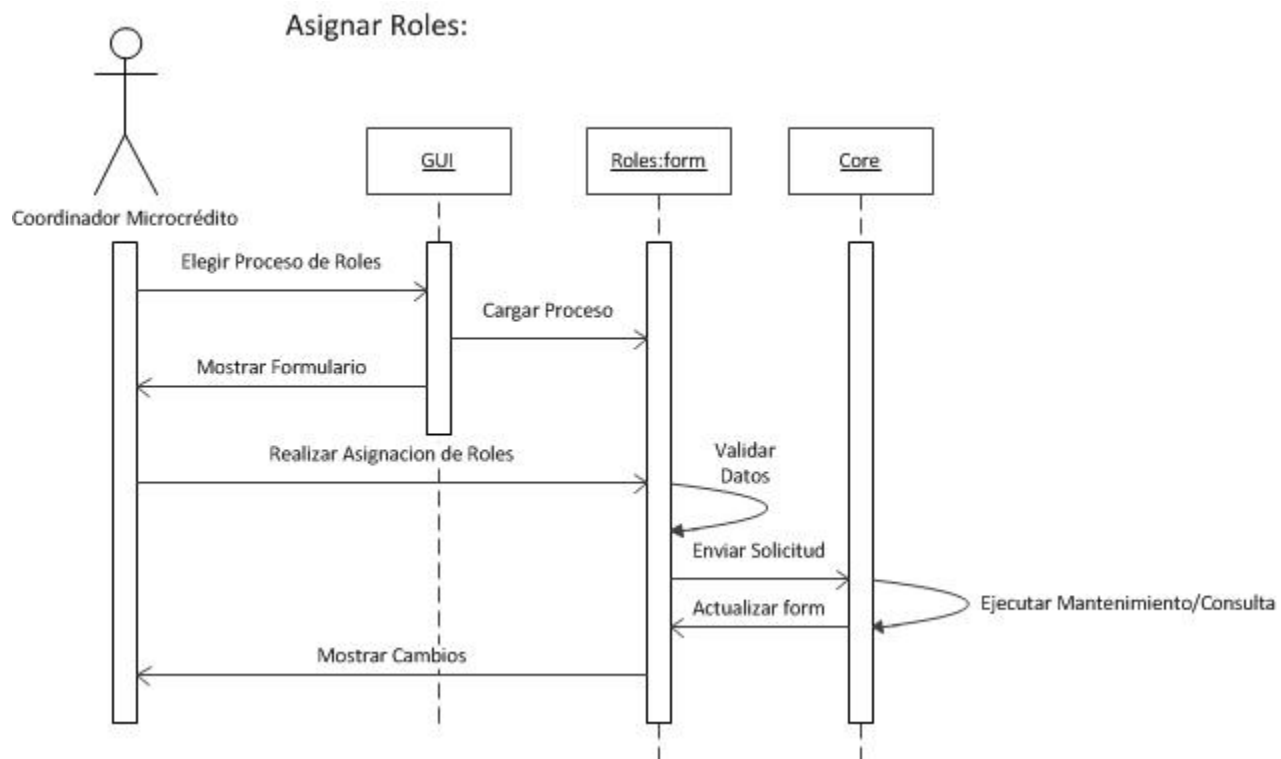 Asignar Roles:
GUI
Roles:form
Core
Coordinador Microcrédito
Elegir Proceso de Roles
Cargar Proceso
Mostrar Formulario
Realizar Asignacion de Roles
Validar
Datos
Enviar Solicitud
Ejecutar Mantenimiento/Consulta
Actualizar form
Mostrar Cambios